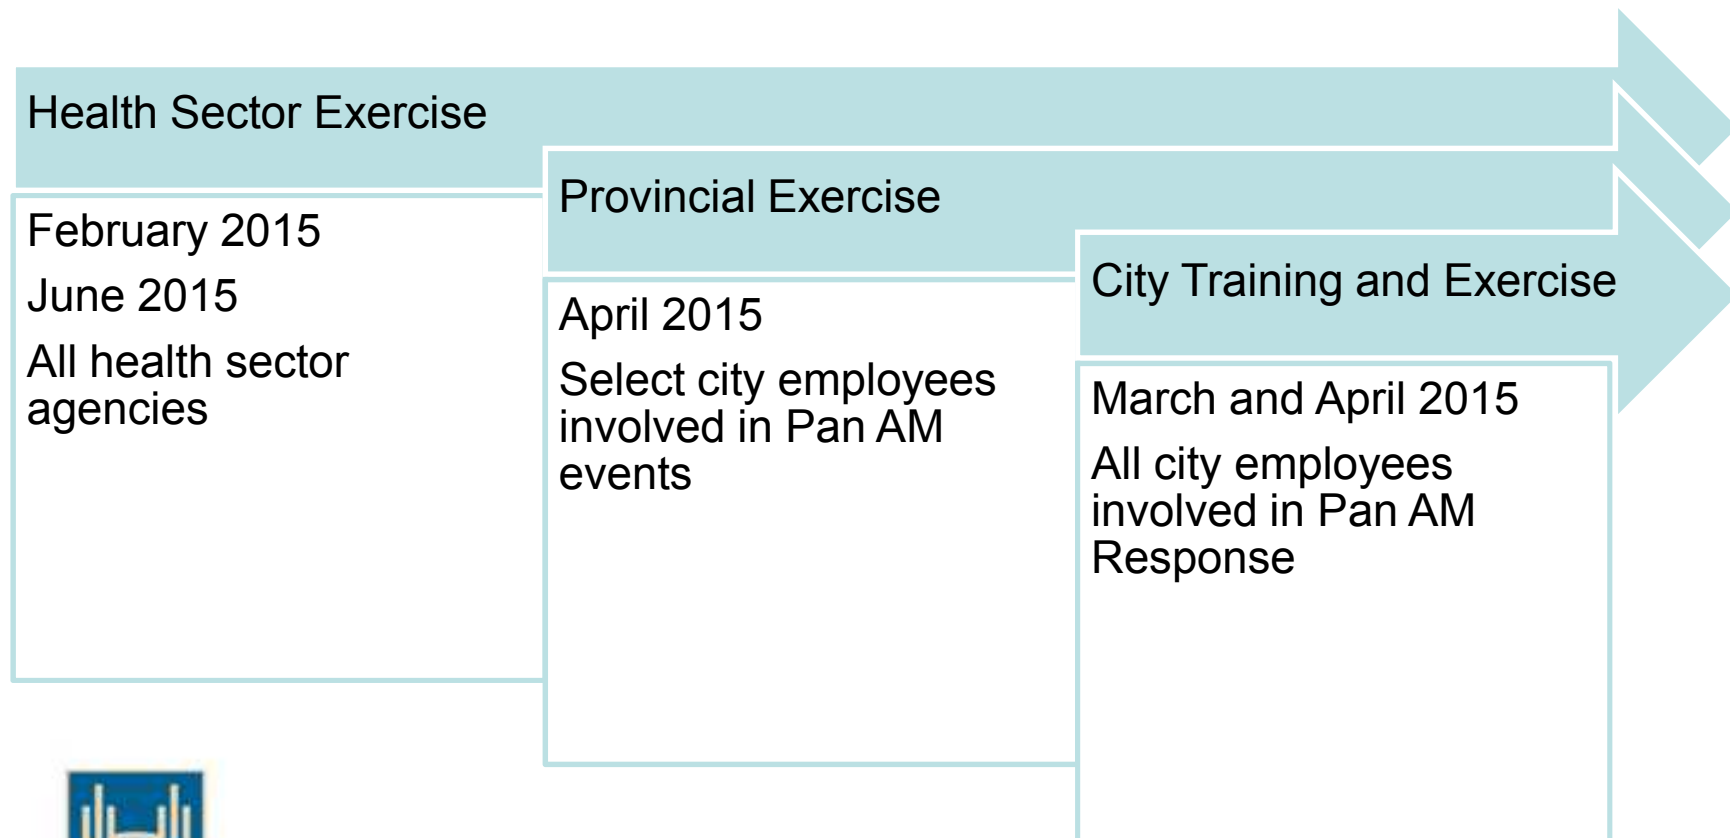 Health Sector Exercise
February 2015
June 2015
All health sector
agencies
Provincial Exercise
April 2015
Select city employees
involved in Pan AM
events
City Training and Exercise
March and April 2015
All city employees
involved in Pan AM
Response